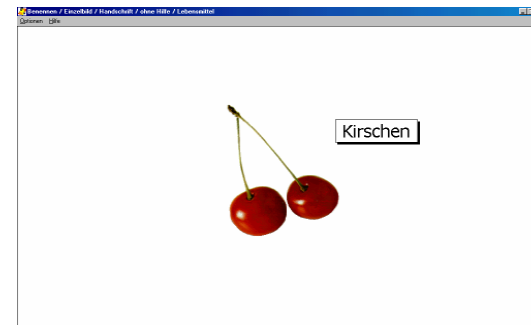 Benennen / Einzelbild / Handschrift / ohne Hilfe / Lebensmittel
Optionen Hilfe
Kirschen